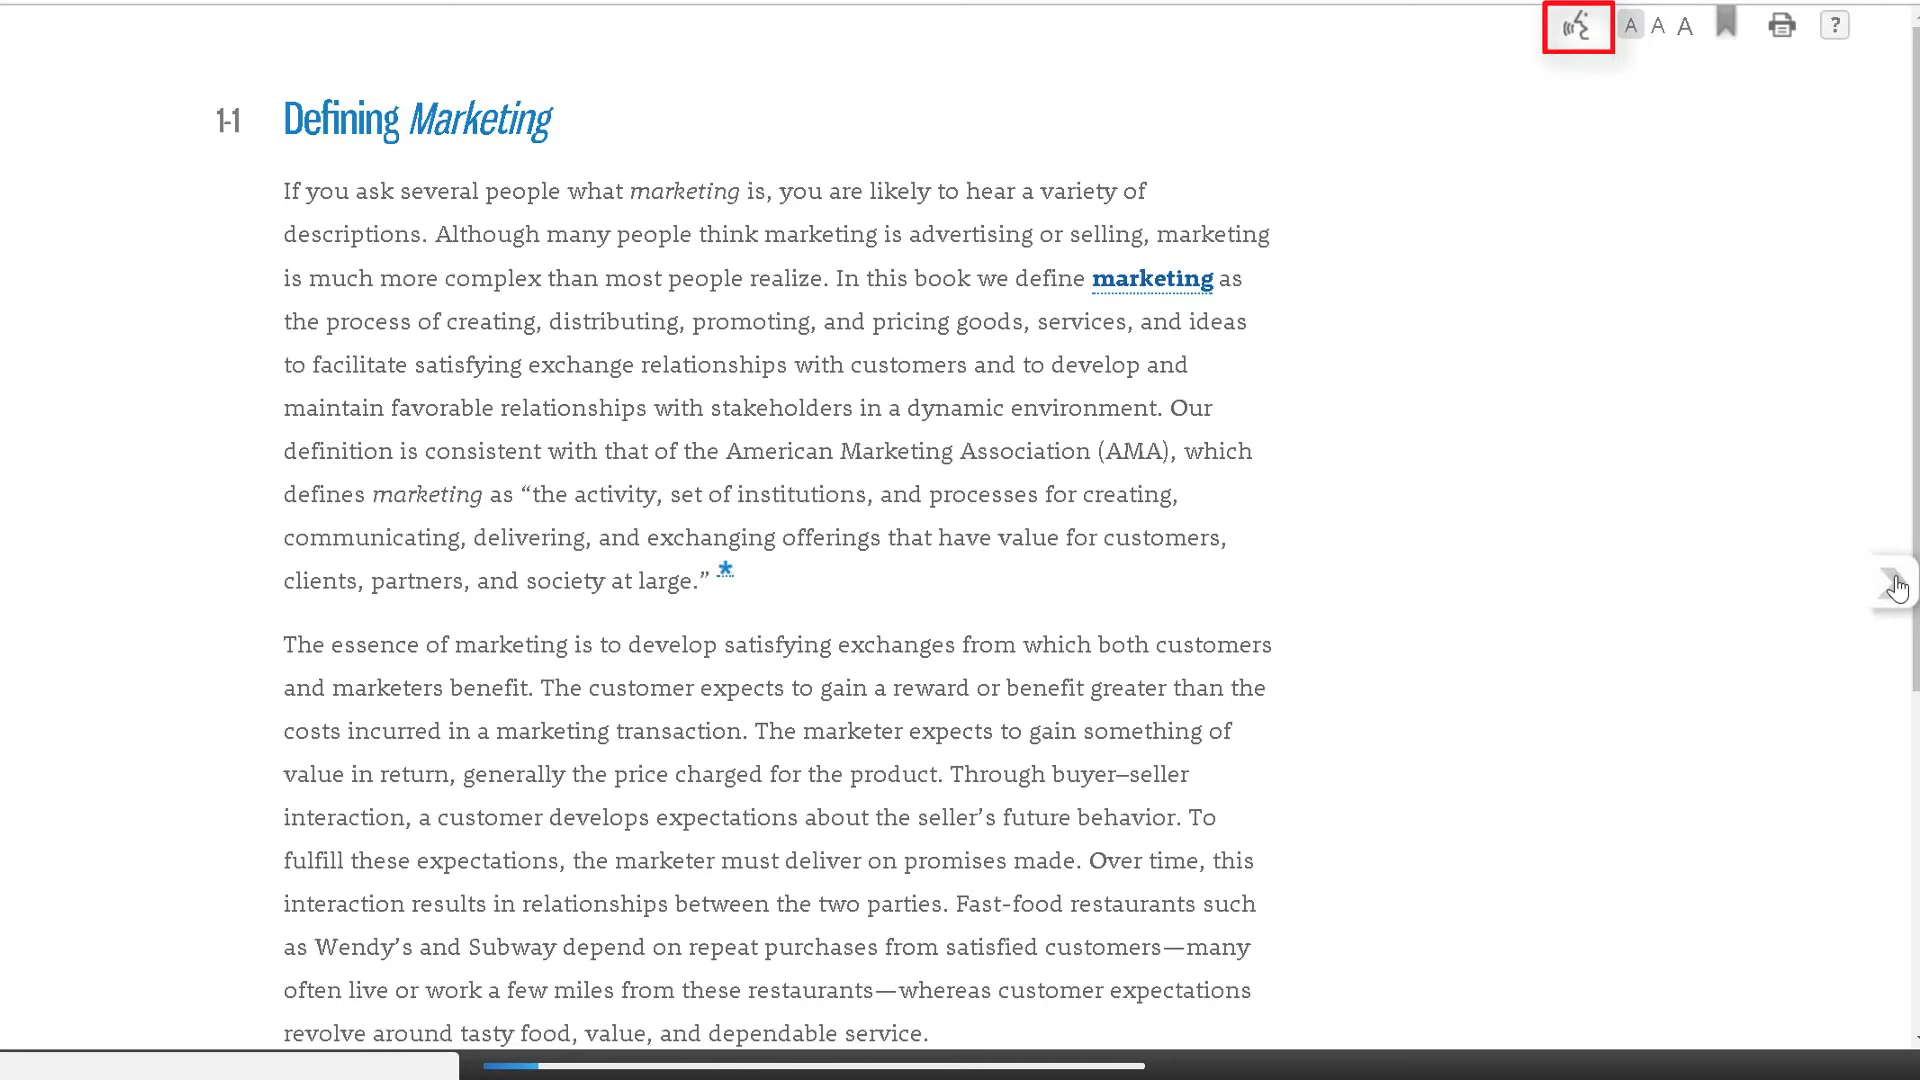 A A A ?
1-1 Defining Marketing
If you ask several people what marketing is, you are likely to hear a variety of
descriptions. Although many people think marketing is advertising or selling, marketing
is much more complex than most people realize. In this book we define marketing as
the process of creating, distributing, promoting, and pricing goods, services, and ideas
to facilitate satisfying exchange relationships with customers and to develop and
maintain favorable relationships with stakeholders in a dynamic environment. Our
definition is consistent with that of the American Marketing Association (AMA), which
defines marketing as “the activity, set of institutions, and processes for creating,
communicating, delivering, and exchanging offerings that have value for customers,
clients, partners, and society at large.” *
The essence of marketing is to develop satisfying exchanges from which both customers
and marketers benefit. The customer expects to gain a reward or benefit greater than the
costs incurred in a marketing transaction. The marketer expects to gain something of
value in return, generally the price charged for the product. Through buyer–seller
interaction, a customer develops expectations about the seller’s future behavior. To
fulfill these expectations, the marketer must deliver on promises made. Over time, this
interaction results in relationships between the two parties. Fast-food restaurants such
as Wendy’s and Subway depend on repeat purchases from satisfied customers—many
often live or work a few miles from these restaurants—whereas customer expectations
revolve around tasty food, value, and dependable service.